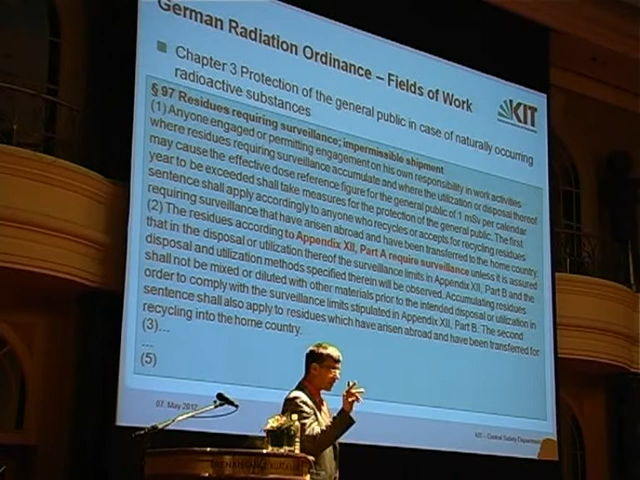 German Radiation Ordinance – Fields of Work
KIT
Chapter 3 Protection of the general public in case of naturally occurring
radioactive substances
§ 97 Residues requiring surveillance; impermissible shipment
(1) Anyone engaged or permitting engagement on his own responsibility in work activities
where residues requiring surveillance accumulate and where the utilization or disposal thereof
may cause the effective dose reference figure for the general public of 1 mSv per calendar
year to be exceeded shall take measures for the protection of the general public. The first
sentence shall apply accordingly to anyone who recycles or accepts for recycling residues
requiring surveillance that have arisen abroad and have been transferred to the home country.
(2) The residues according to Appendix XII, Part A require surveillance unless it is assured
that in the disposal or utilization thereof the surveillance limits in Appendix XII, Part B and the
disposal and utilization methods specified therein will be observed. Accumulating residues
shall not be mixed or diluted with other materials prior to the intended disposal or utilization in
order to comply with the surveillance limits stipulated in Appendix XII, Part B. The second
sentence shall also apply to residues which have arisen abroad and have been transferred for
recycling into the home country.
(3)…
…
(5)
07. May 2012
KIT – Central Safety Department
RENAISSANCE